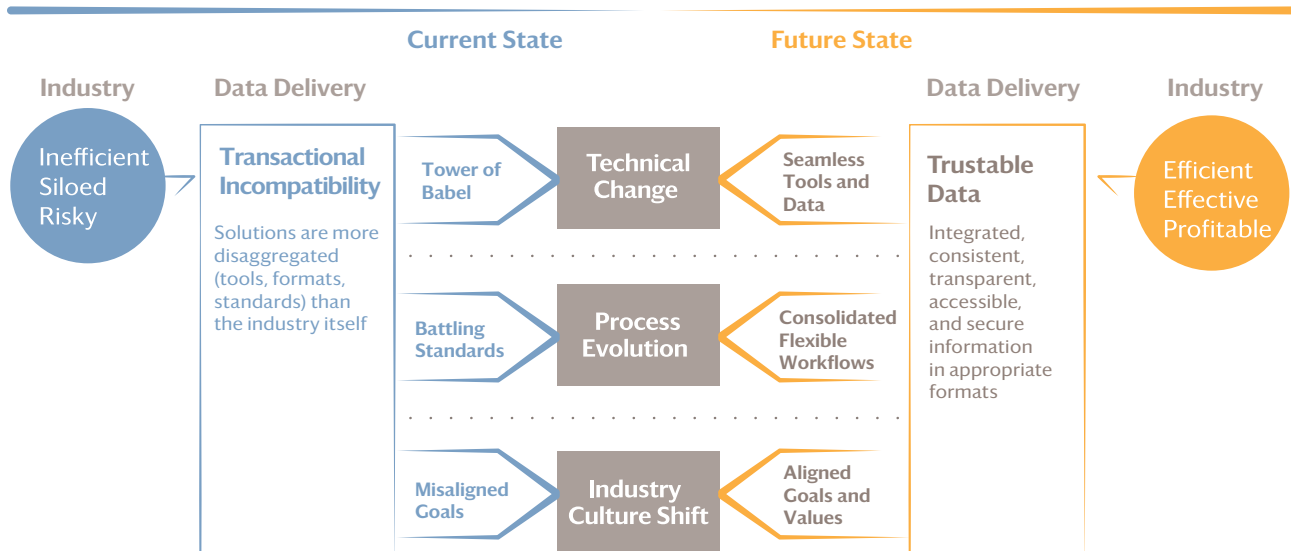 Current State
Future State
Industry
Data Delivery
Data Delivery
Industry
Inefficient
Siloed
Risky
Transactional
Incompatibility
Solutions are more
disaggregated
(tools, formats,
standards) than
the industry itself
Tower of
Babel
Technical
Change
Seamless
Tools and
Data
Battling
Standards
Process
Evolution
Consolidated
Flexible
Workflows
Misaligned
Goals
Industry
Culture Shift
Aligned
Goals and
Values
Trustable
Data
Integrated,
consistent,
transparent,
accessible,
and secure
information
in appropriate
formats
Efficient
Effective
Profitable